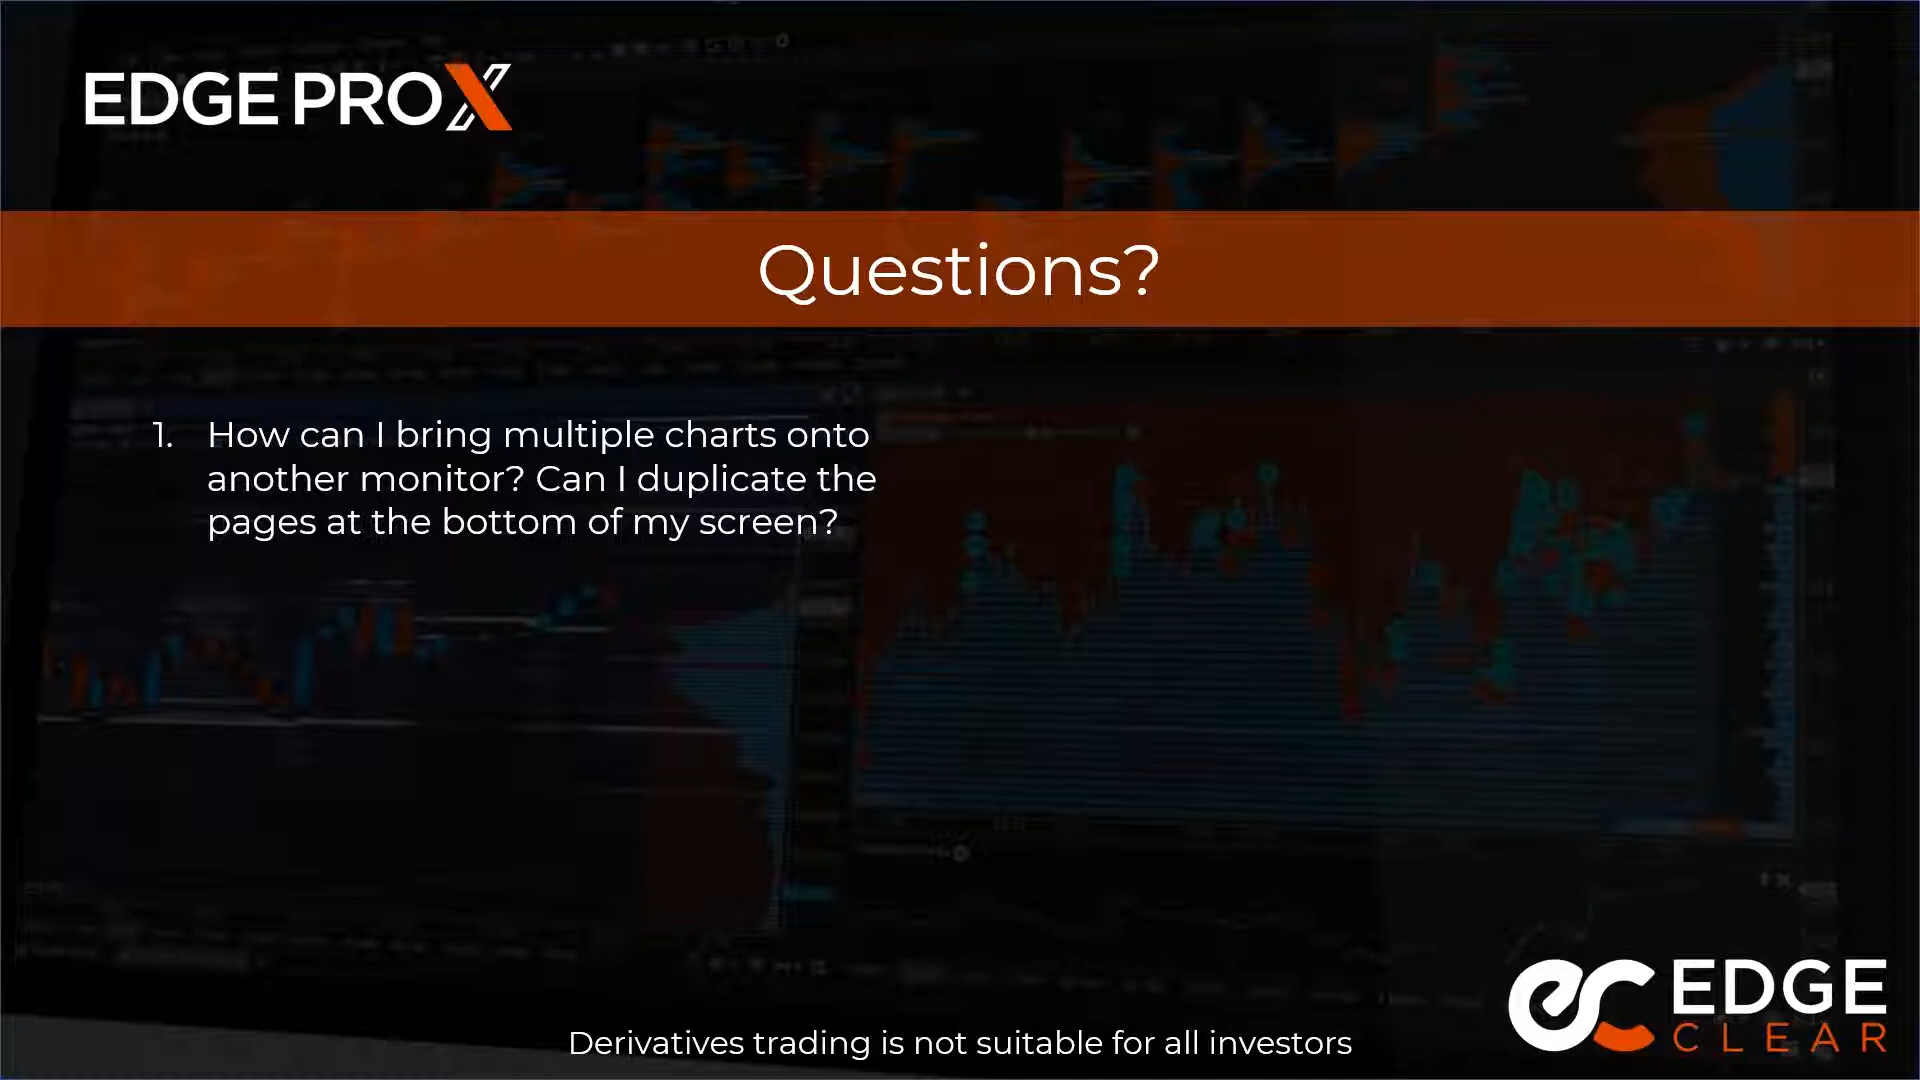 EDGE PROX
Questions?
1. How can I bring multiple charts onto
another monitor? Can I duplicate the
pages at the bottom of my screen?
EDGE
CLEAR
Derivatives trading is not suitable for all investors